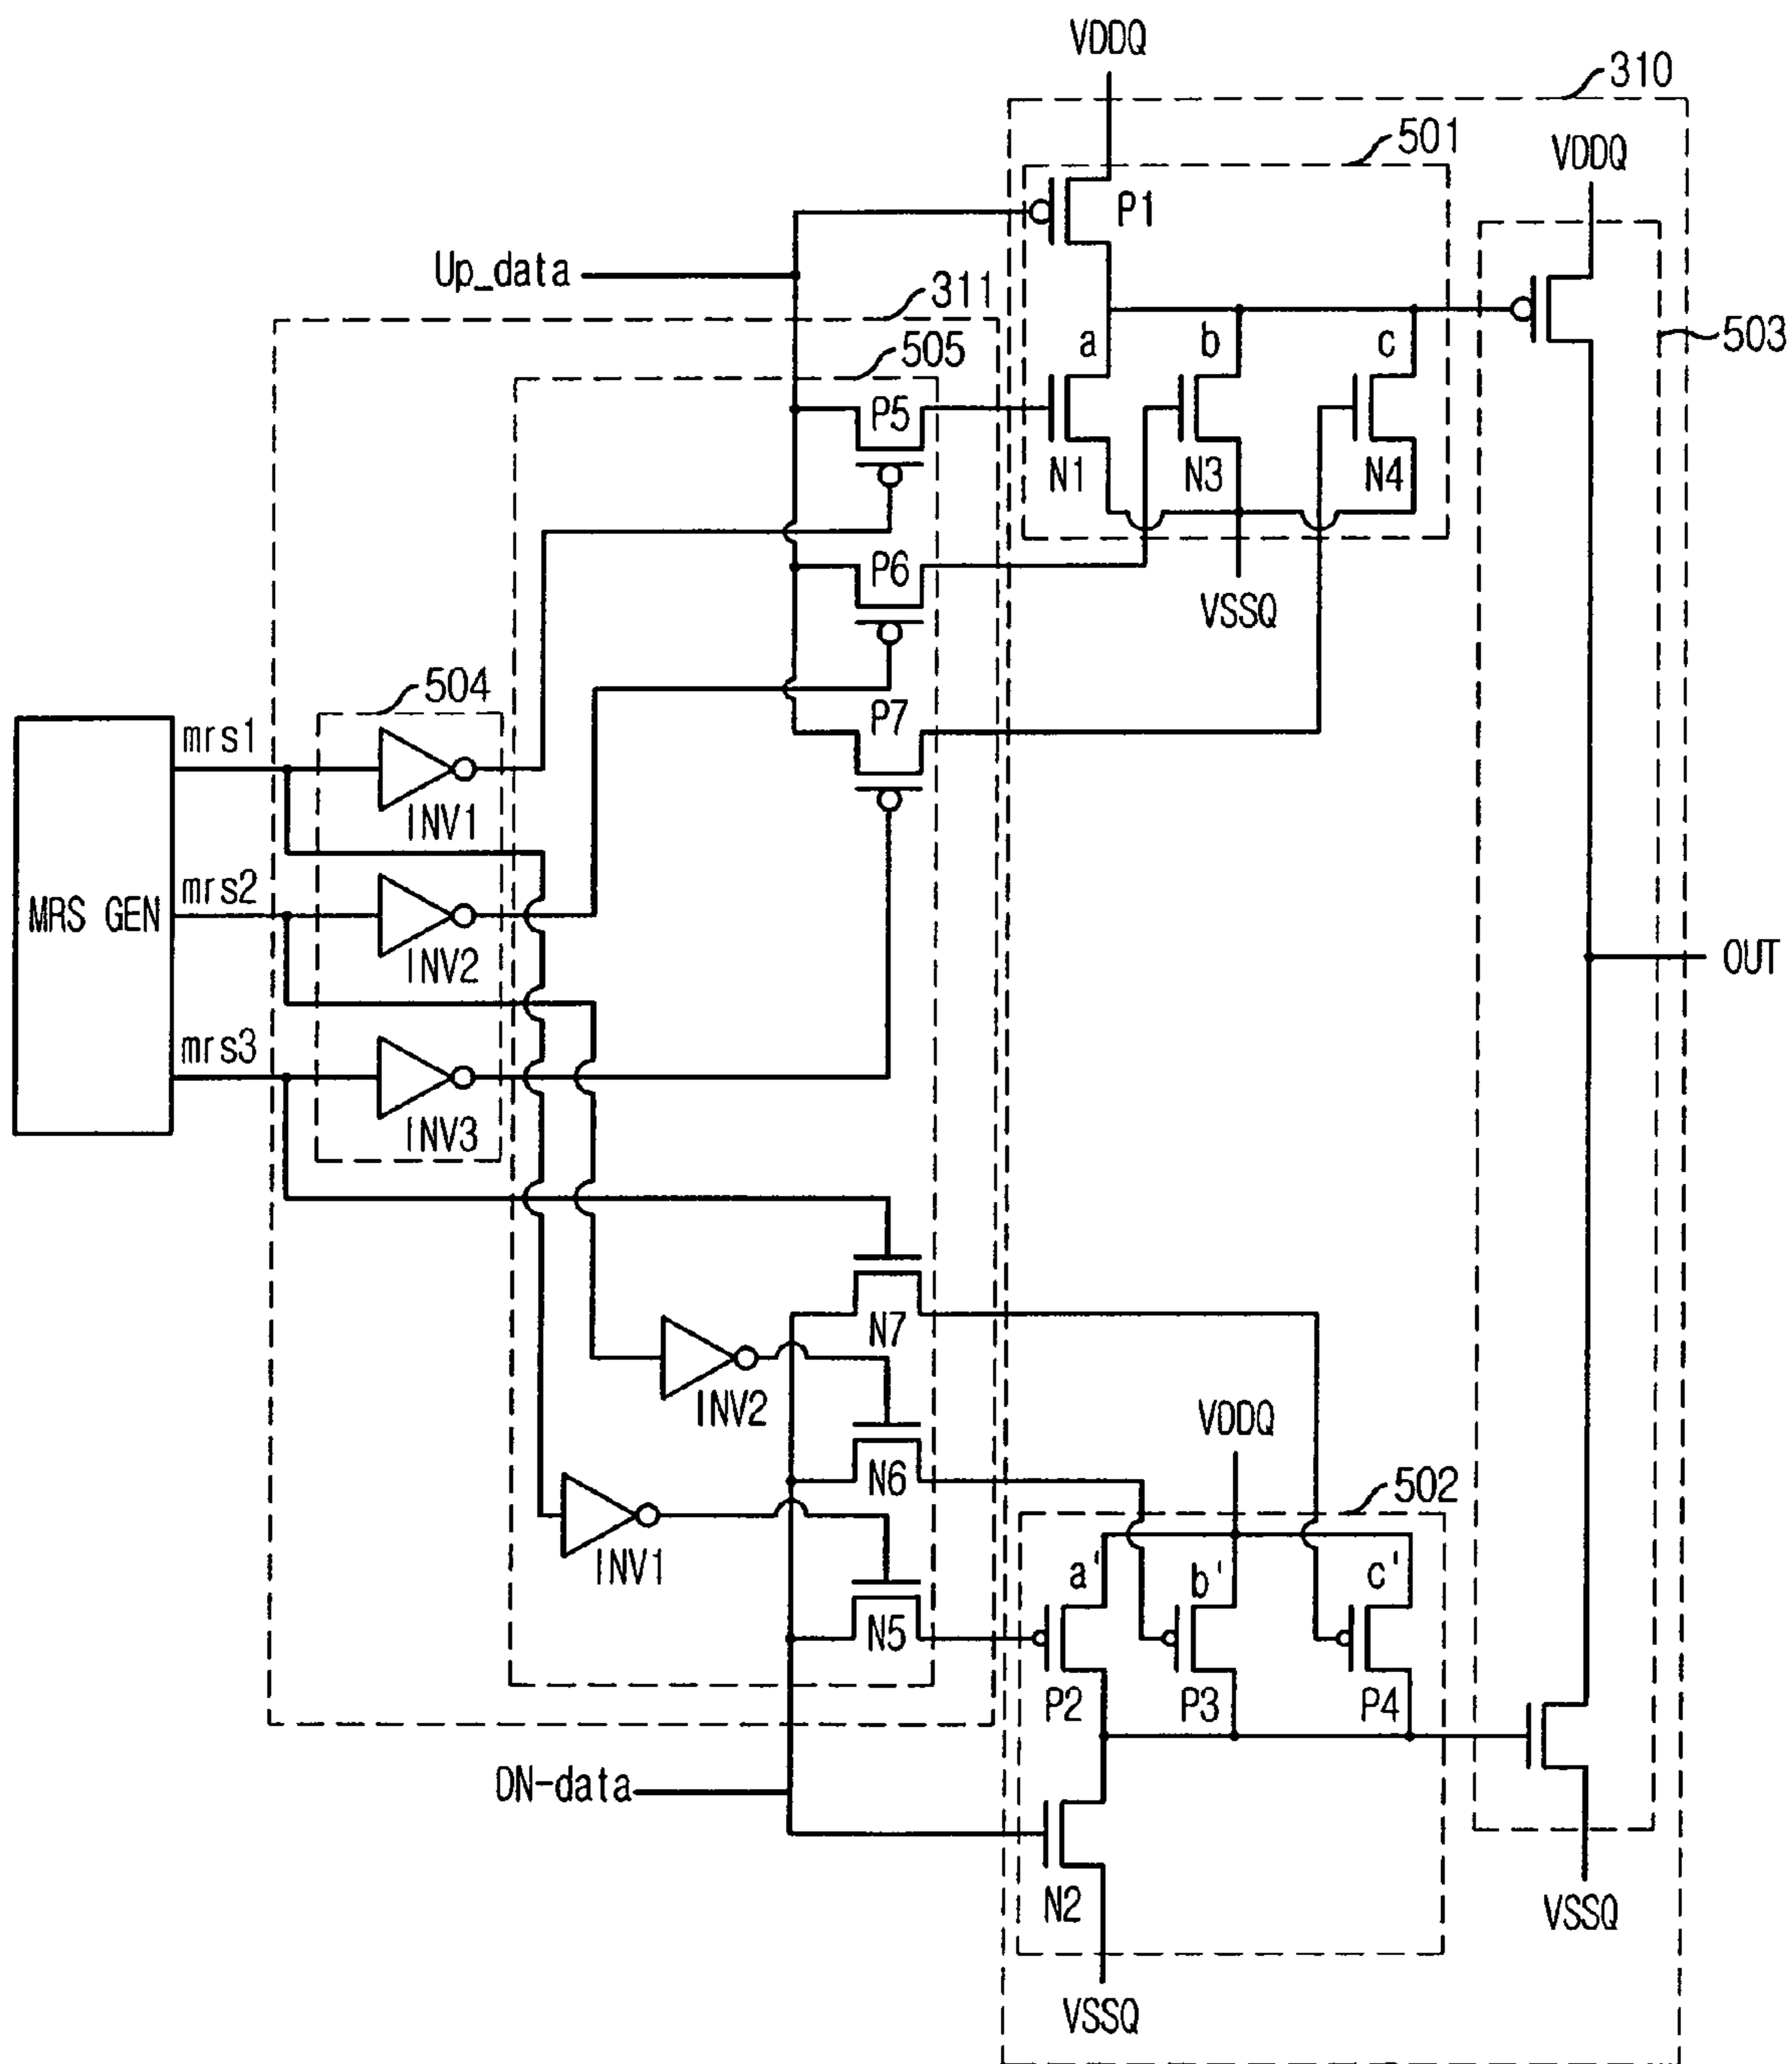 VDDQ
310
501
VDDQ
P1
Up_data
311
503
505
a
b
c
P5
N1
N3
N4
P6
VSSQ
504
P7
mrs1
INV1
mrs2
MRS GEN
INV2
OUT
mrs3
INV3
N7
INV2
VDDQ
N6
502
INV1
a'
b'
c'
N5
P2
P3
P4
DN-data
N2
VSSQ
VSSQ